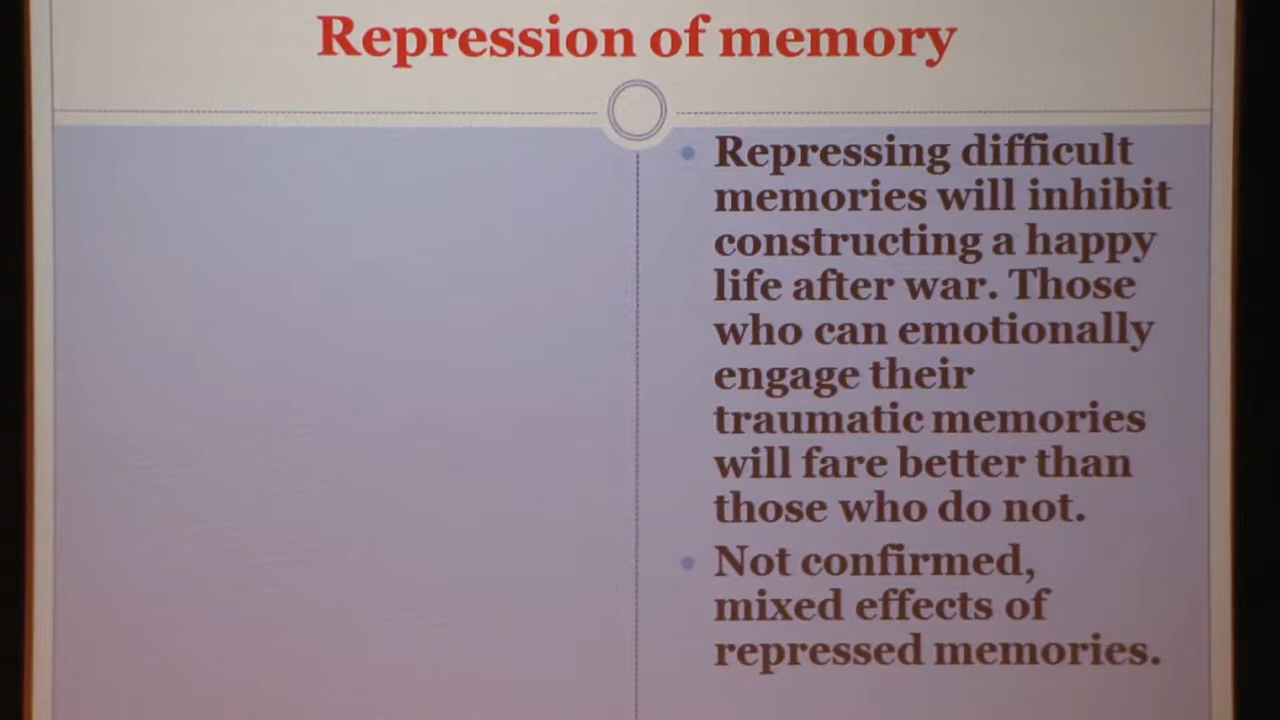 Repression of memory
Repressing difficult
memories will inhibit
constructing a happy
life after war. Those
who can emotionally
engage their
traumatic memories
will fare better than
those who do not.
Not confirmed,
mixed effects of
repressed memories.